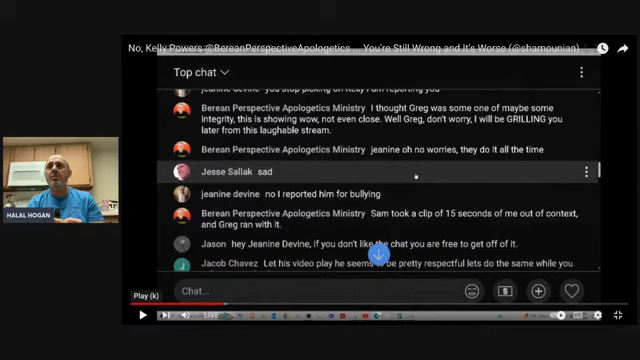 No, Kelly Powers @BereanPerspectiveApologetics ... You're Still Wrong and It's Worse (@shamounian)
Top chat
jeanine devine you stop picking on Kelly I am reporting you
Berean Perspective Apologetics Ministry I thought Greg was some one of maybe some
integrity, this is showing wow, not even close. Well Greg, don't worry, I will be GRILLING you
later from this laughable stream.
Berean Perspective Apologetics Ministry jeanine oh no worries, they do it all the time
Jesse Sallak sad
jeanine devine no I reported him for bullying
Berean Perspective Apologetics Ministry Sam took a clip of 15 seconds of me out of context,
and Greg ran with it.
Jason hey Jeanine Devine, if you don't like the chat you are free to get off of it.
Jacob Chavez Let his video play he seems to be pretty respectful lets do the same while you
HALAL HOGAN
Chat...
Play (k)
LIVE